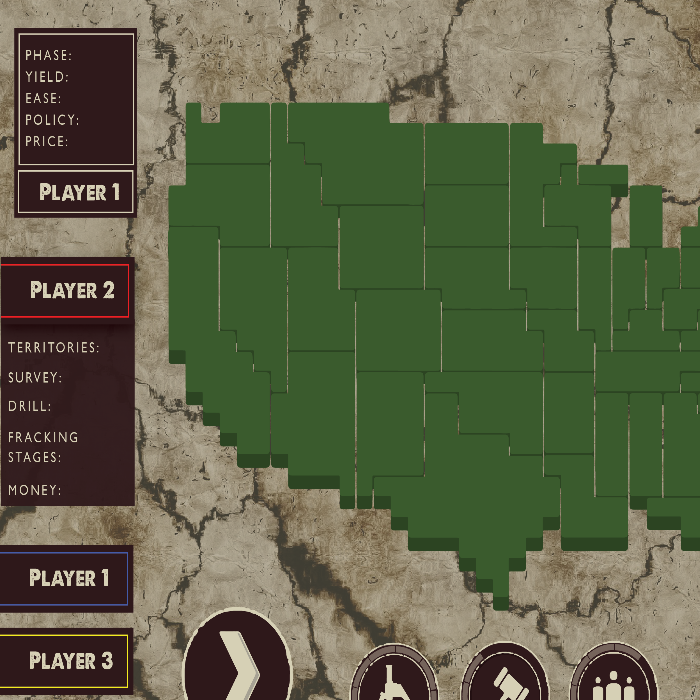 PHASE:
YIELD:
EASE:
POLICY:
PRICE:
PLAYER 1
PLAYER 2
TERRITORIES:
SURVEY:
DRILL:
FRACKING
STAGES:
MONEY:
PLAYER 1
PLAYER 3